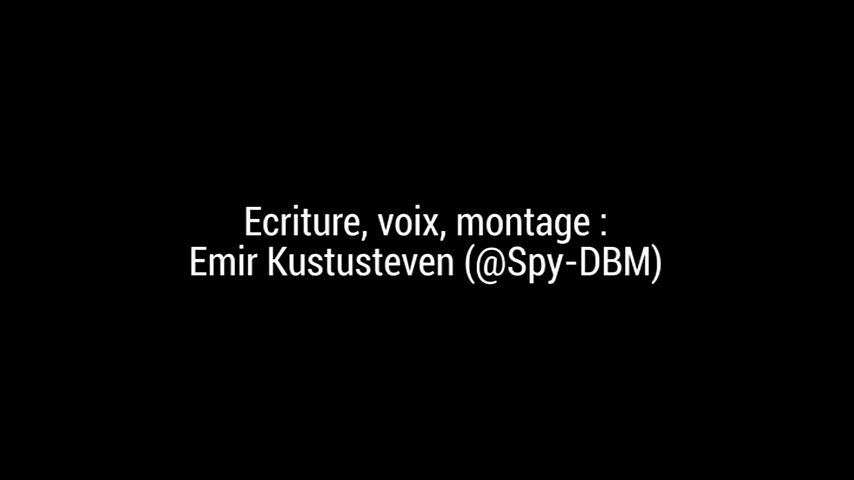 Ecriture, voix, montage :
Emir Kustusteven (@Spy-DBM)